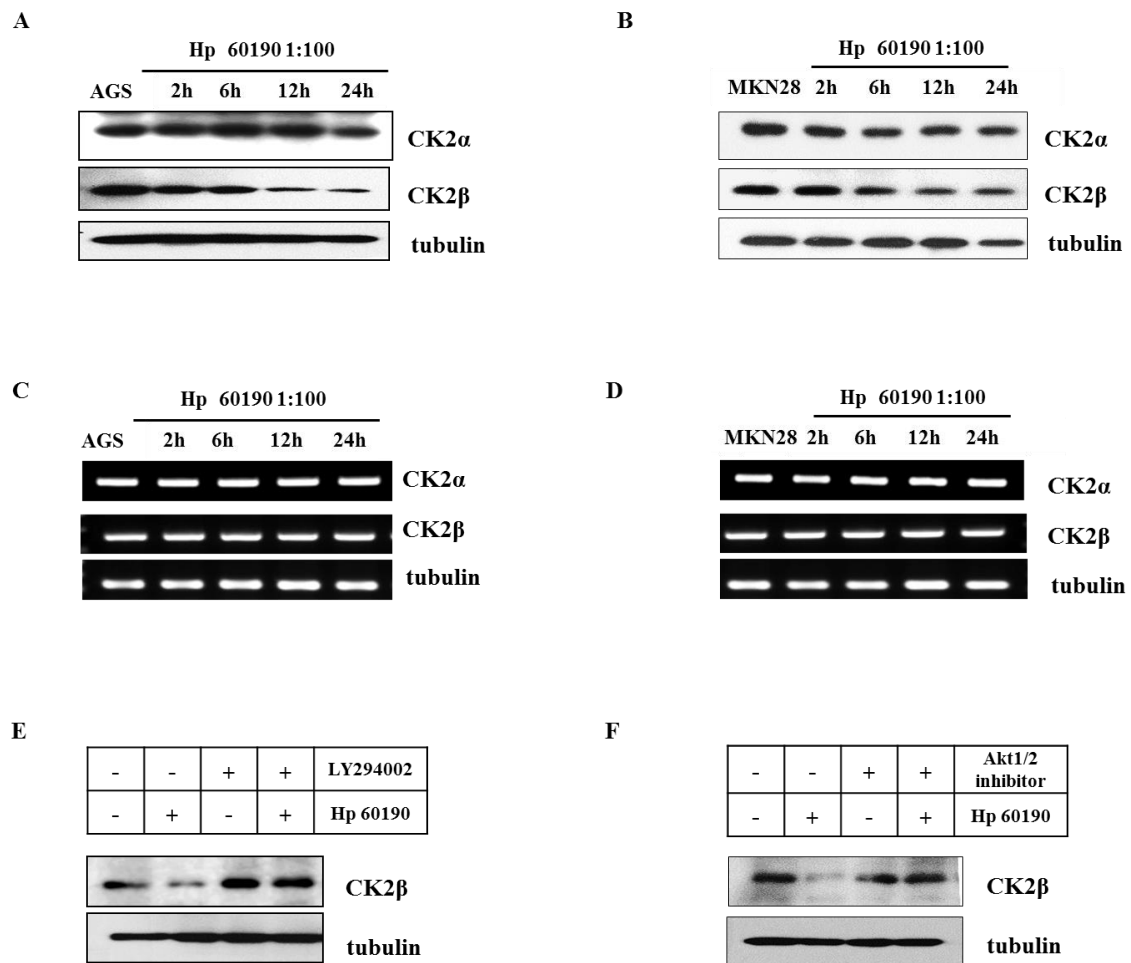 A
Hp 60190 1:100
AGS 2h 6h 12h 24h
CK2α
CK2β
tubulin
B
Hp 60190 1:100
MKN28 2h 6h 12h 24h
CK2α
CK2β
tubulin
C
Hp 60190 1:100
AGS 2h 6h 12h 24h
CK2α
CK2β
tubulin
D
Hp 60190 1:100
MKN28 2h 6h 12h 24h
CK2α
CK2β
tubulin
E
- - + + LY294002
- + - + Hp 60190
CK2β
tubulin
F
- - + + Akt1/2
inhibitor
- + - + Hp 60190
CK2β
tubulin